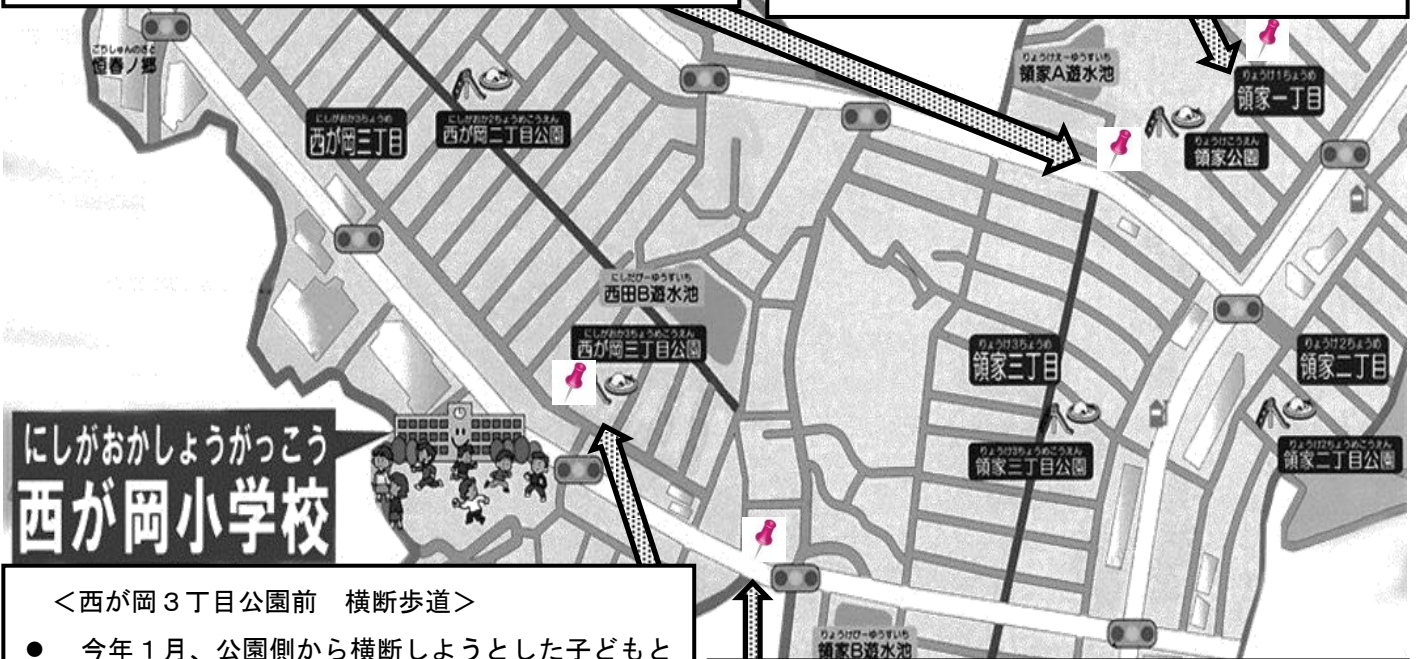 ごうしゅんのさと
恒春ノ郷
にしがおか3ちょうめ
西が岡三丁目
にしがおか2ちょうめこうえん
西が岡二丁目公園
りょうけえーゆうすいち
領家A遊水池
りょうけ1ちょうめ
領家一丁目
りょうけこうえん
領家公園
にしだびーゆうすいち
西田B遊水池
にしがおか3ちょうめこうえん
西が岡三丁目公園
りょうけ3ちょうめ
領家三丁目
りょうけ2ちょうめ
領家二丁目
りょうけ3ちょうめこうえん
領家三丁目公園
りょうけ2ちょうめこうえん
領家二丁目公園
にしがおかしょうがっこう
西が岡小学校
<西が岡3丁目公園前 横断歩道>
● 今年1月、公園側から横断しようとした子どもと
りょうけびーゆうすいち
領家B遊水池